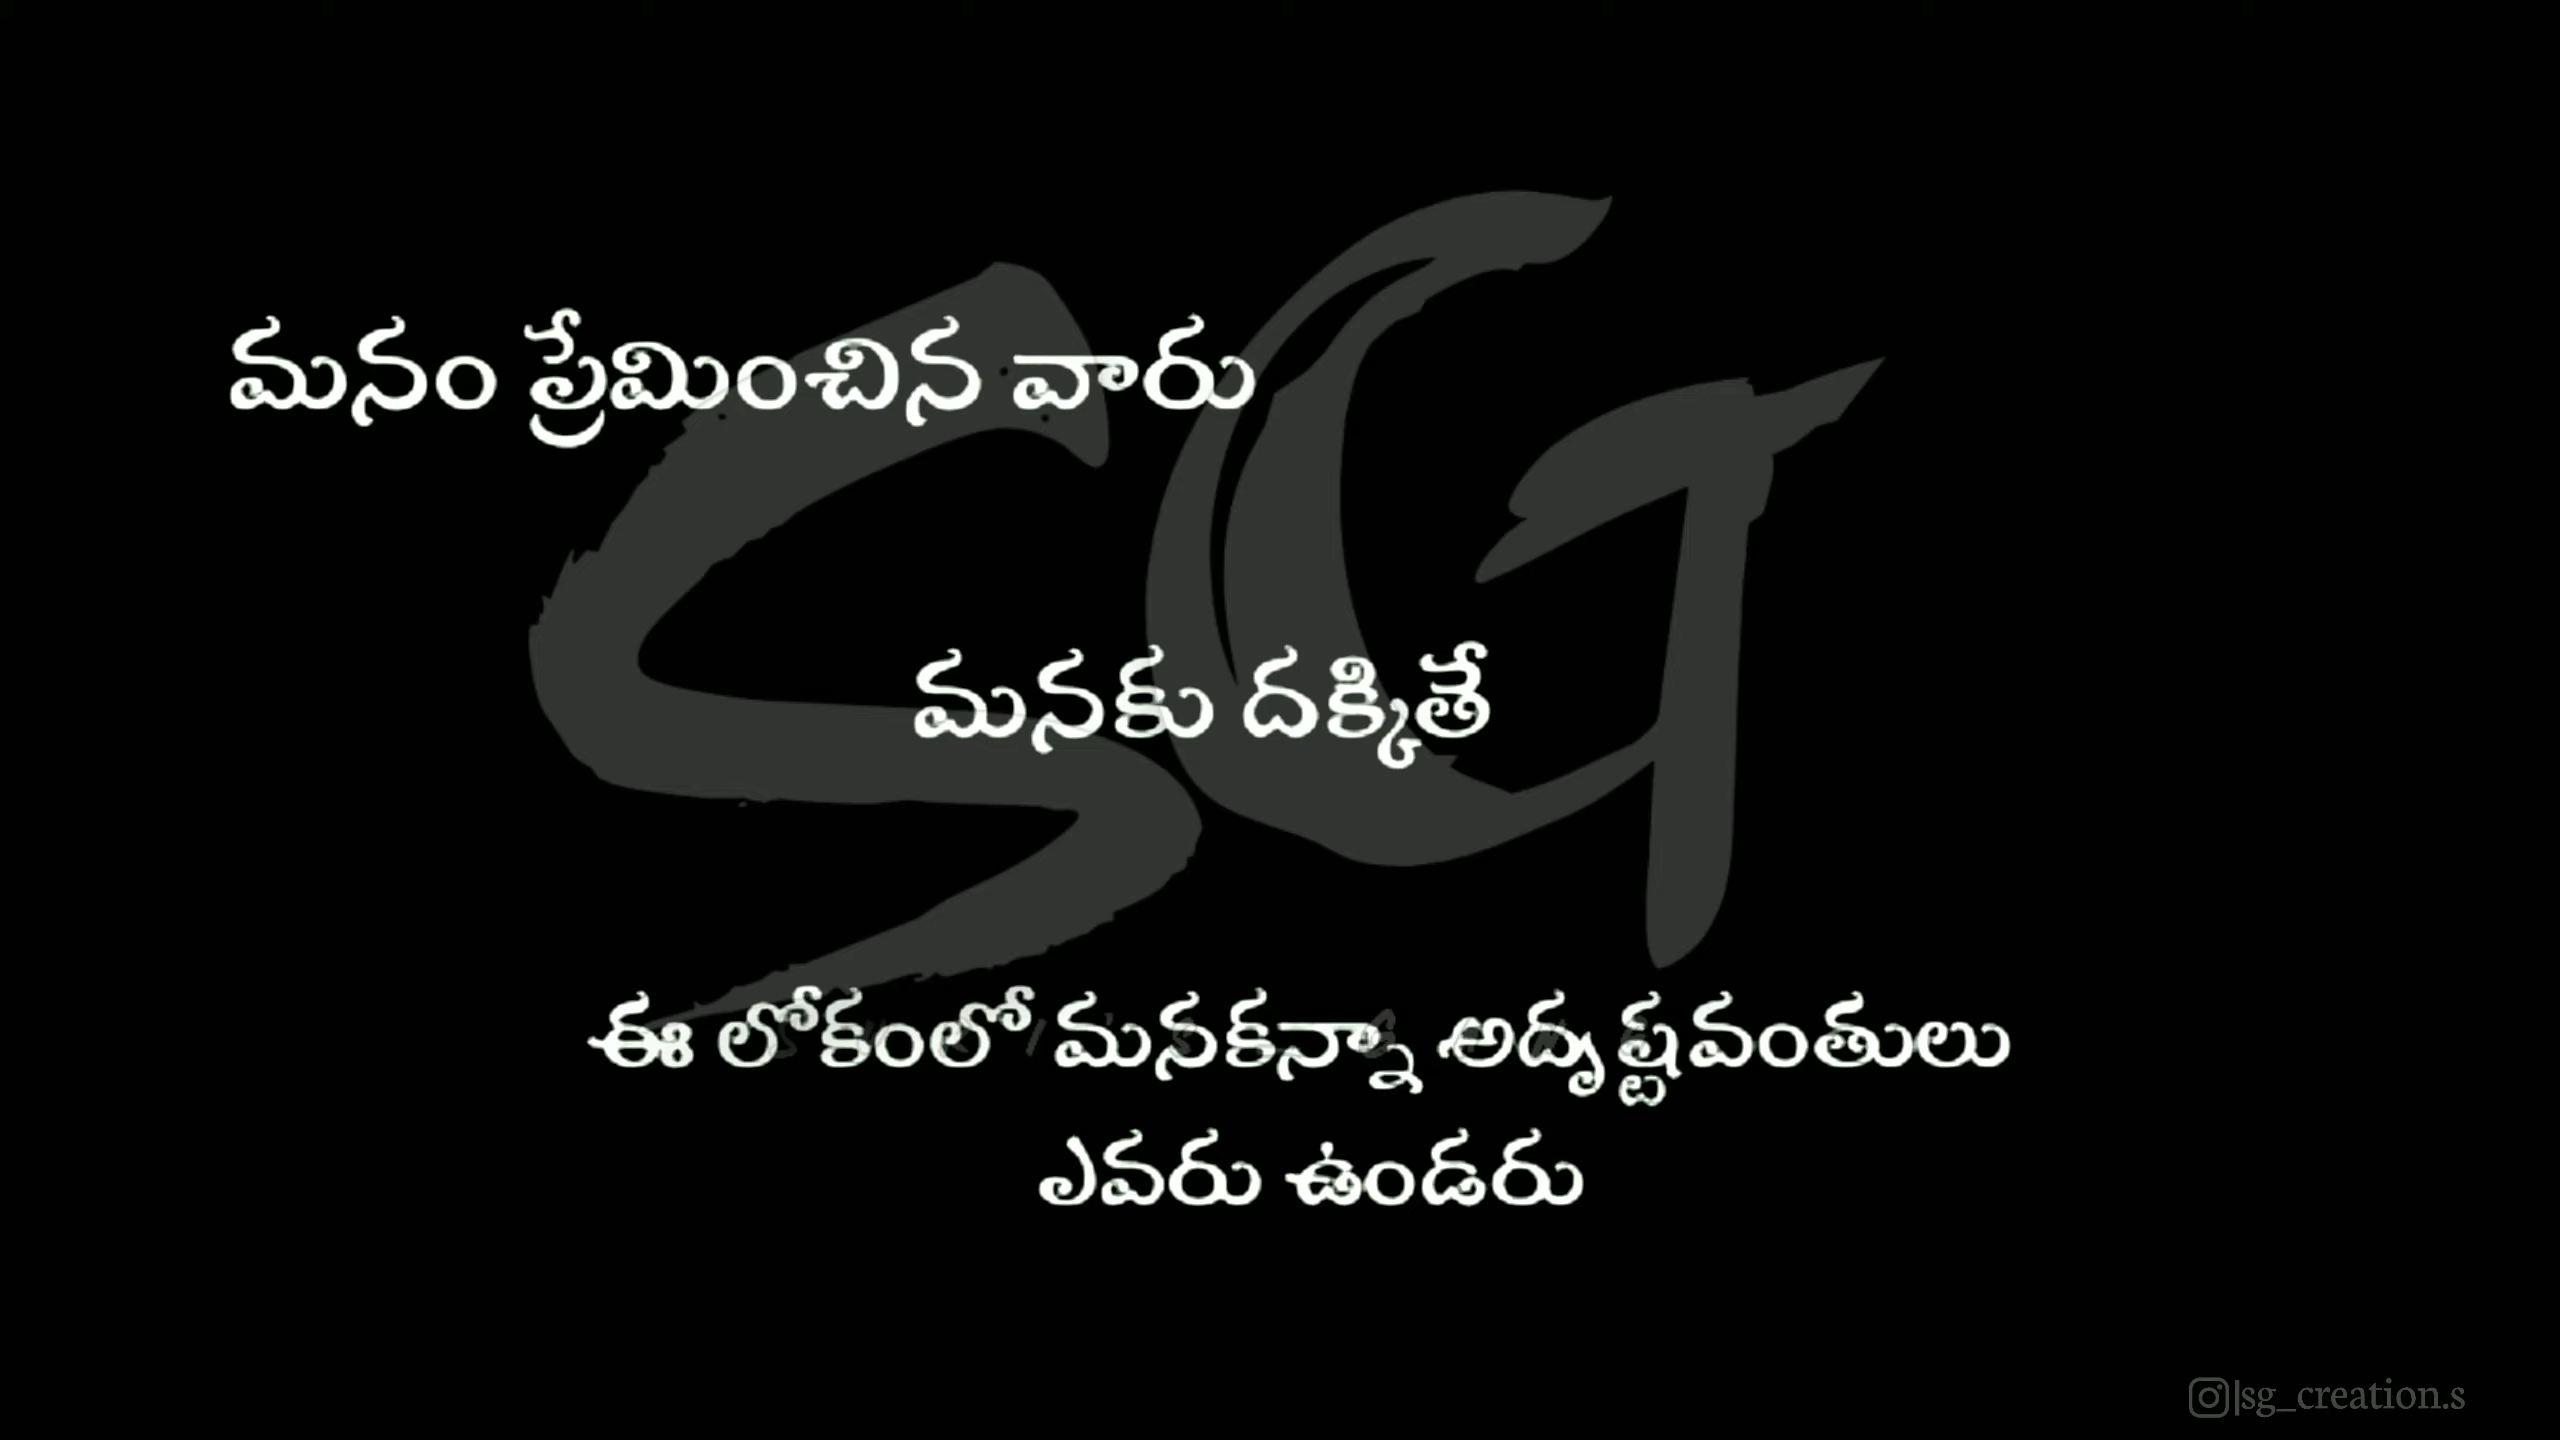 మనం ప్రేమించిన వారు
మనకు దక్కితే
ఈ లోకంలో మనకన్నా అదృష్టవంతులు
ఎవరు ఉండరు
SG
sg_creation.s